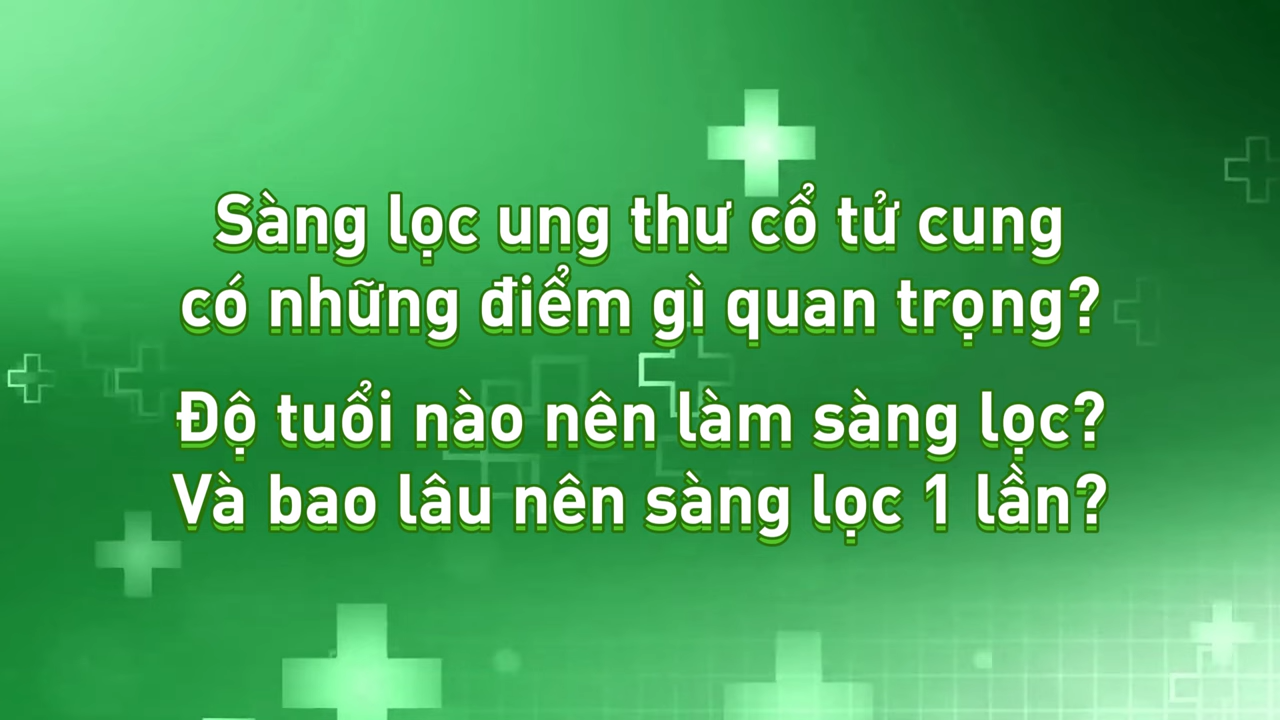 Sàng lọc ung thư cổ tử cung
có những điểm gì quan trọng?
Độ tuổi nào nên làm sàng lọc?
Và bao lâu nên sàng lọc 1 lần?